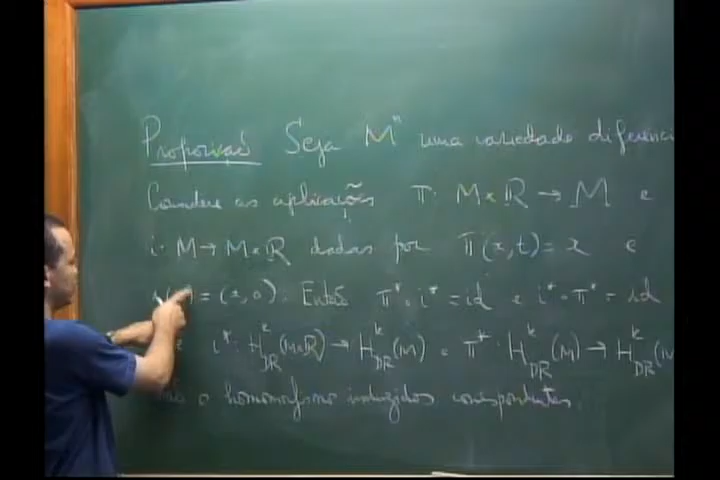 Proposição Seja Mⁿ uma variedade diferenci
Considere as aplicações π: M×ℝ → M e
i: M → M×ℝ dadas por π(x,t) = x e
= (x,0). Então π*∘i* = id e i*∘π* = id
e i*: H^k_DR(M×ℝ) → H^k_DR(M) e π*: H^k_DR(M) → H^k_DR(M
são o homomorfismo induzidos correspondentes.